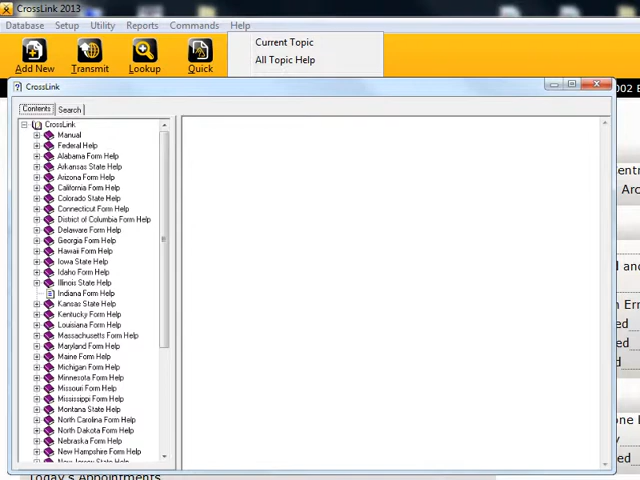 CrossLink 2013
Database Setup Utility Reports Commands Help
Add New Transmit Lookup Quick
Current Topic
All Topic Help
002
CrossLink
Contents Search
CrossLink
Manual
Federal Help
Alabama Form Help
Arkansas State Help
Arizona Form Help
California Form Help
Colorado State Help
Connecticut Form Help
District of Columbia Form Help
Delaware Form Help
Georgia Form Help
Hawaii Form Help
Iowa State Help
Idaho Form Help
Illinois State Help
Indiana Form Help
Kansas State Help
Kentucky Form Help
Louisiana Form Help
Massachusetts Form Help
Maryland Form Help
Maine Form Help
Michigan Form Help
Minnesota Form Help
Missouri Form Help
Mississippi Form Help
Montana State Help
North Carolina Form Help
North Dakota Form Help
Nebraska Form Help
New Hampshire Form Help
New Jersey State Help
Today's Appointments